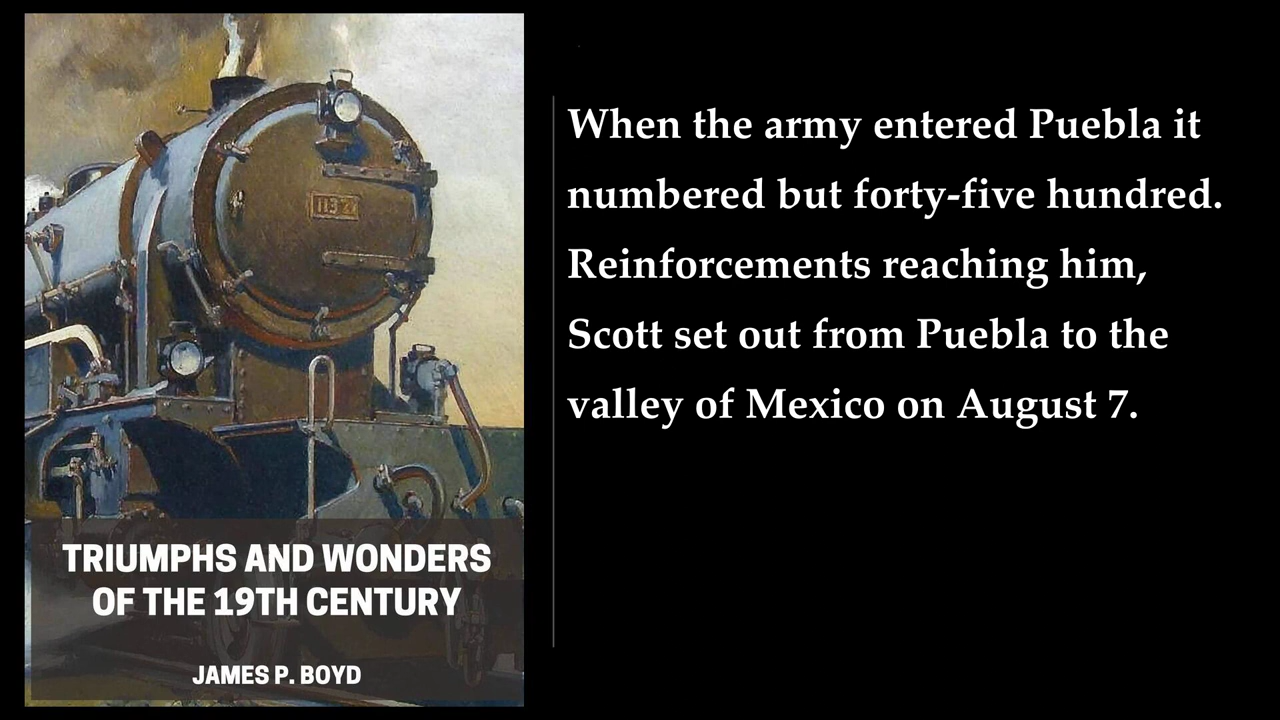 When the army entered Puebla it
numbered but forty-five hundred.
Reinforcements reaching him,
Scott set out from Puebla to the
valley of Mexico on August 7.
TRIUMPHS AND WONDERS
OF THE 19TH CENTURY
JAMES P. BOYD